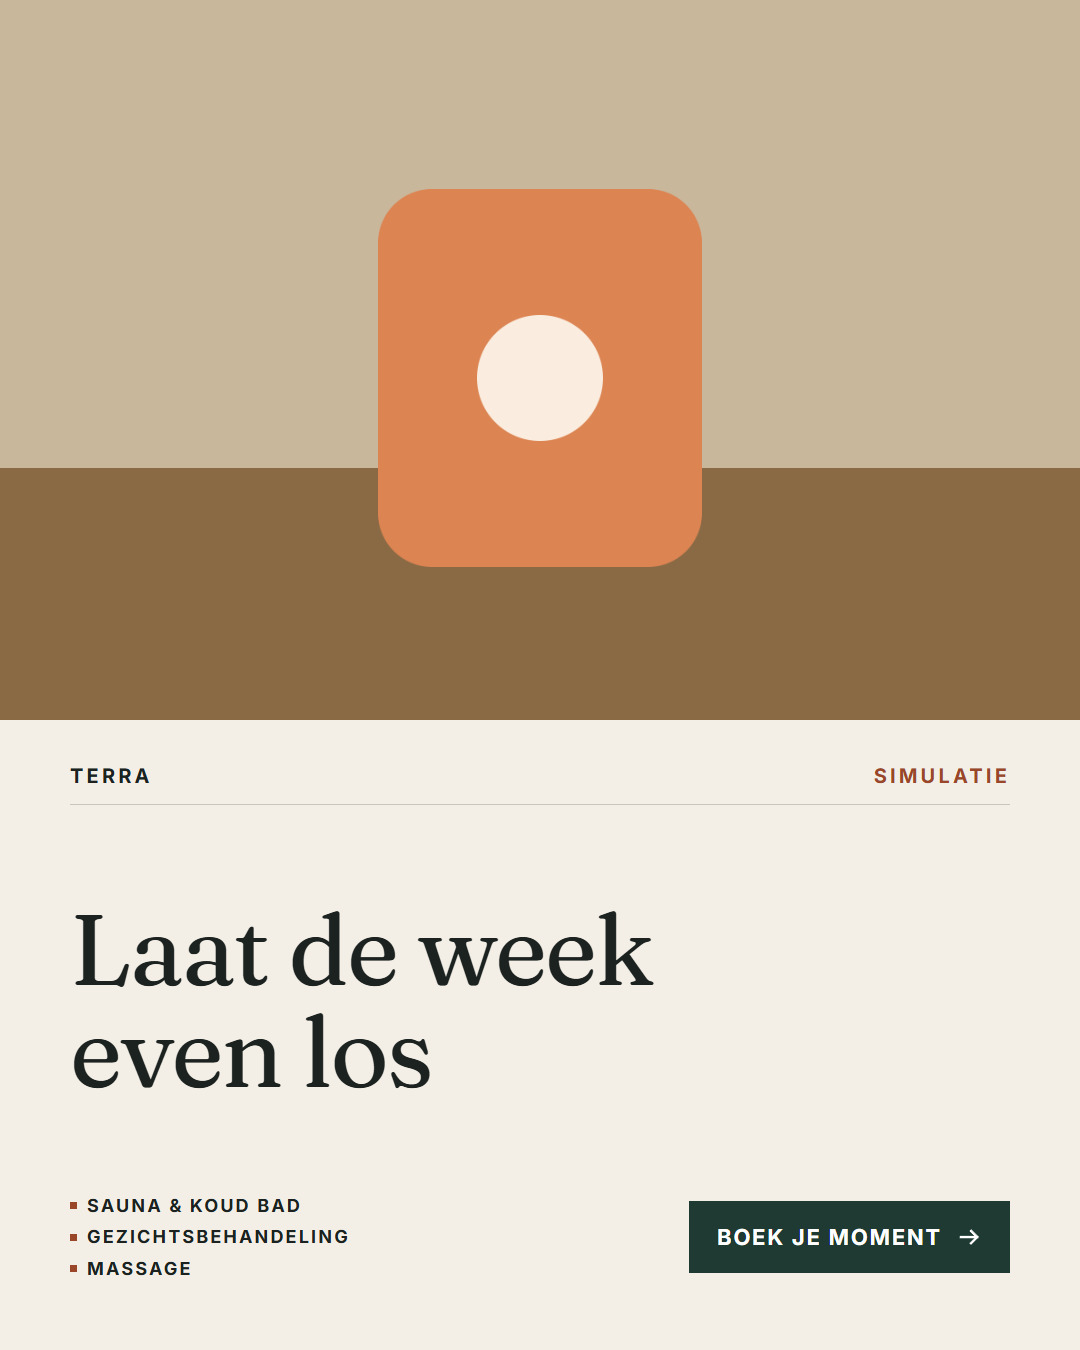 TERRA
SIMULATIE
Laat de week
even los
SAUNA & KOUD BAD
GEZICHTSBEHANDELING
MASSAGE
BOEK JE MOMENT →